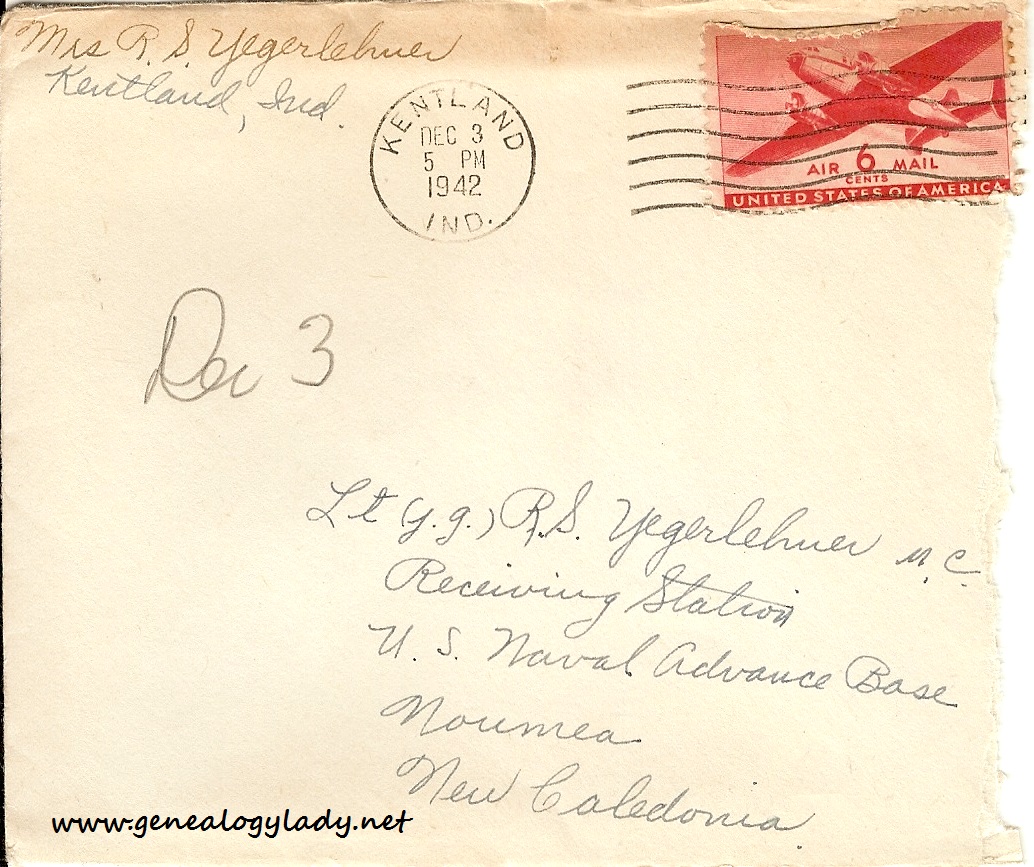 Mrs R. S. Yegerlehner
Kentland, Ind.
KENTLAND
DEC 3
5 PM
1942
IND.
AIR 6 MAIL
CENTS
UNITED STATES OF AMERICA
Dec 3
Lt (j.g.) R.S. Yegerlehner M.C.
Receiving Station
U. S. Naval Advance Base
Noumea
New Caledonia
www.genealogylady.net